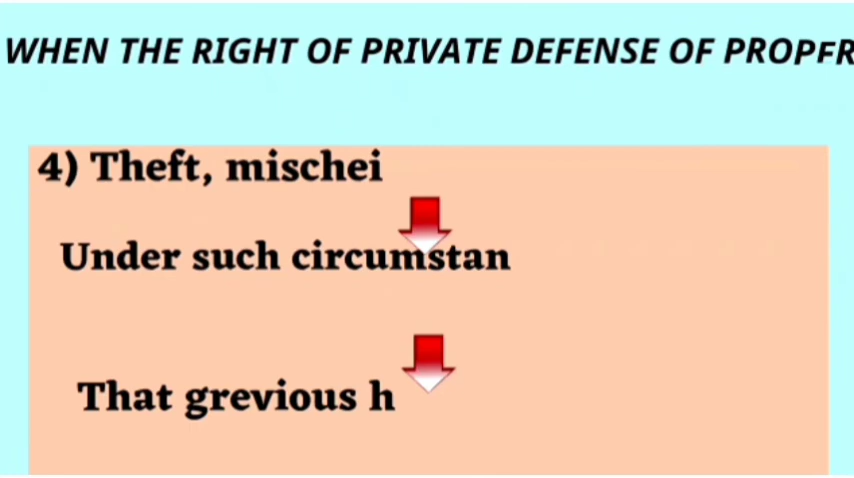 WHEN THE RIGHT OF PRIVATE DEFENSE OF PROPER
4) Theft, mischei
Under such circumstan
That grevious h